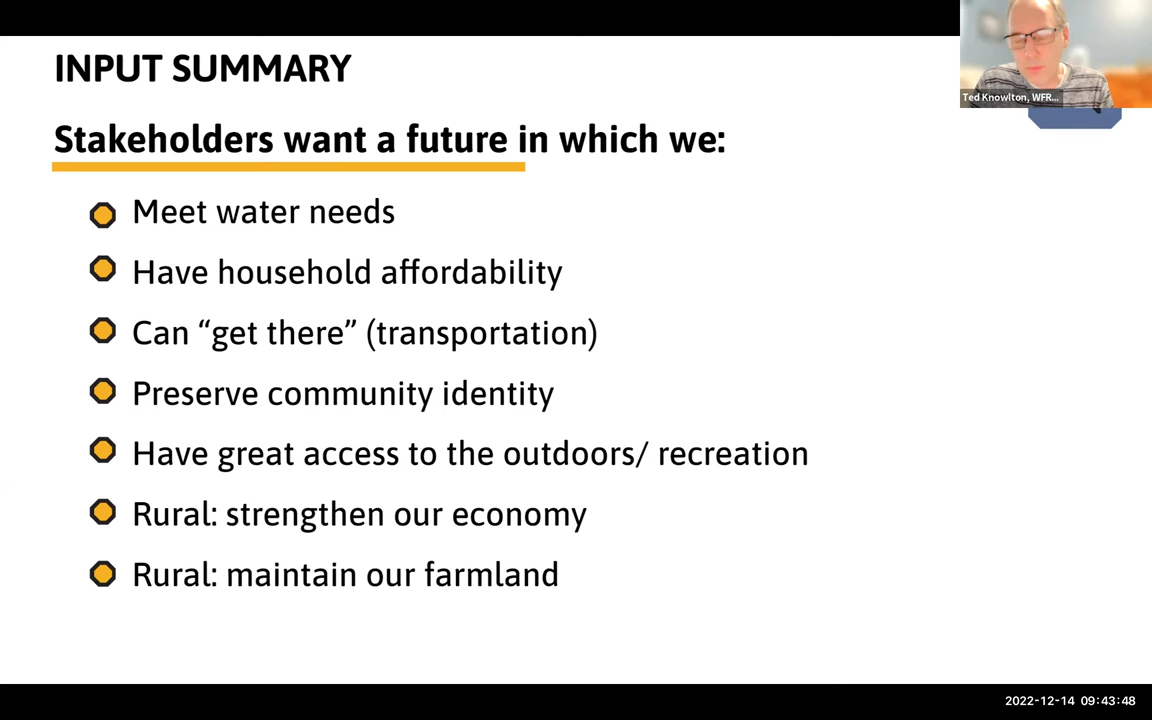 INPUT SUMMARY
Stakeholders want a future in which we:
Meet water needs
Have household affordability
Can “get there” (transportation)
Preserve community identity
Have great access to the outdoors/ recreation
Rural: strengthen our economy
Rural: maintain our farmland
Ted Knowlton, WFR...
2022-12-14 09:43:48